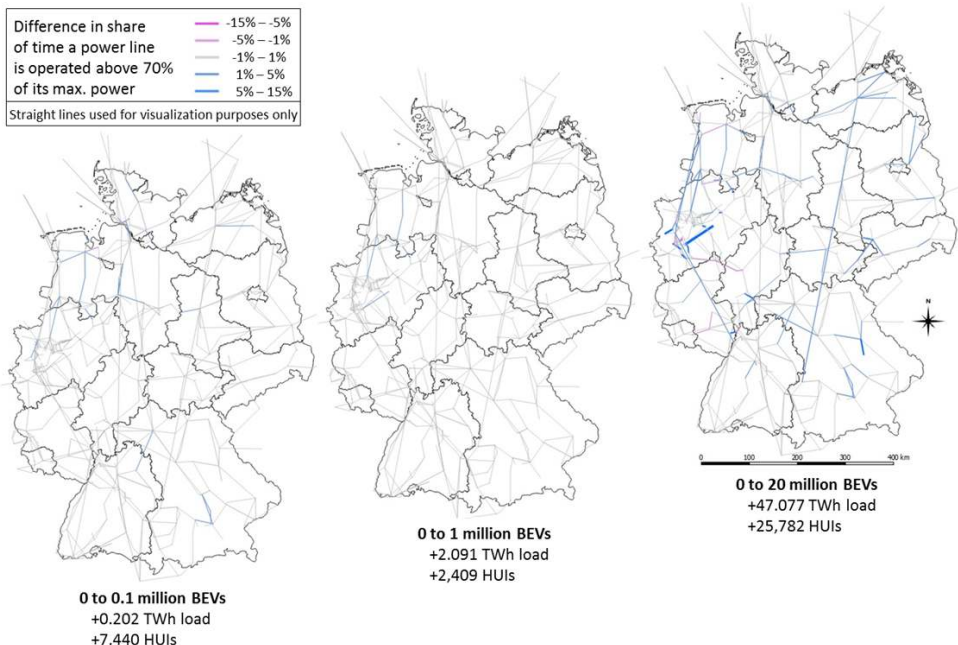 Difference in share
of time a power line
is operated above 70%
of its max. power
-15% – -5%
-5% – -1%
-1% – 1%
1% – 5%
5% – 15%
Straight lines used for visualization purposes only
N
0 100 200 300 400 km
0 to 20 million BEVs
+47.077 TWh load
+25,782 HUIs
0 to 1 million BEVs
+2.091 TWh load
+2,409 HUIs
0 to 0.1 million BEVs
+0.202 TWh load
+7.440 HUIs